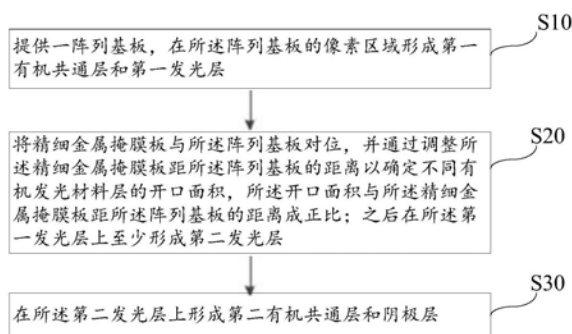 S10
提供一阵列基板，在所述阵列基板的像素区域形成第一
有机共通层和第一发光层
S20
将精细金属掩膜板与所述阵列基板对位，并通过调整所
述精细金属掩膜板距所述阵列基板的距离以确定不同有
机发光材料层的开口面积，所述开口面积与所述精细金
属掩膜板距所述阵列基板的距离成正比；之后在所述第
一发光层上至少形成第二发光层
S30
在所述第二发光层上形成第二有机共通层和阴极层